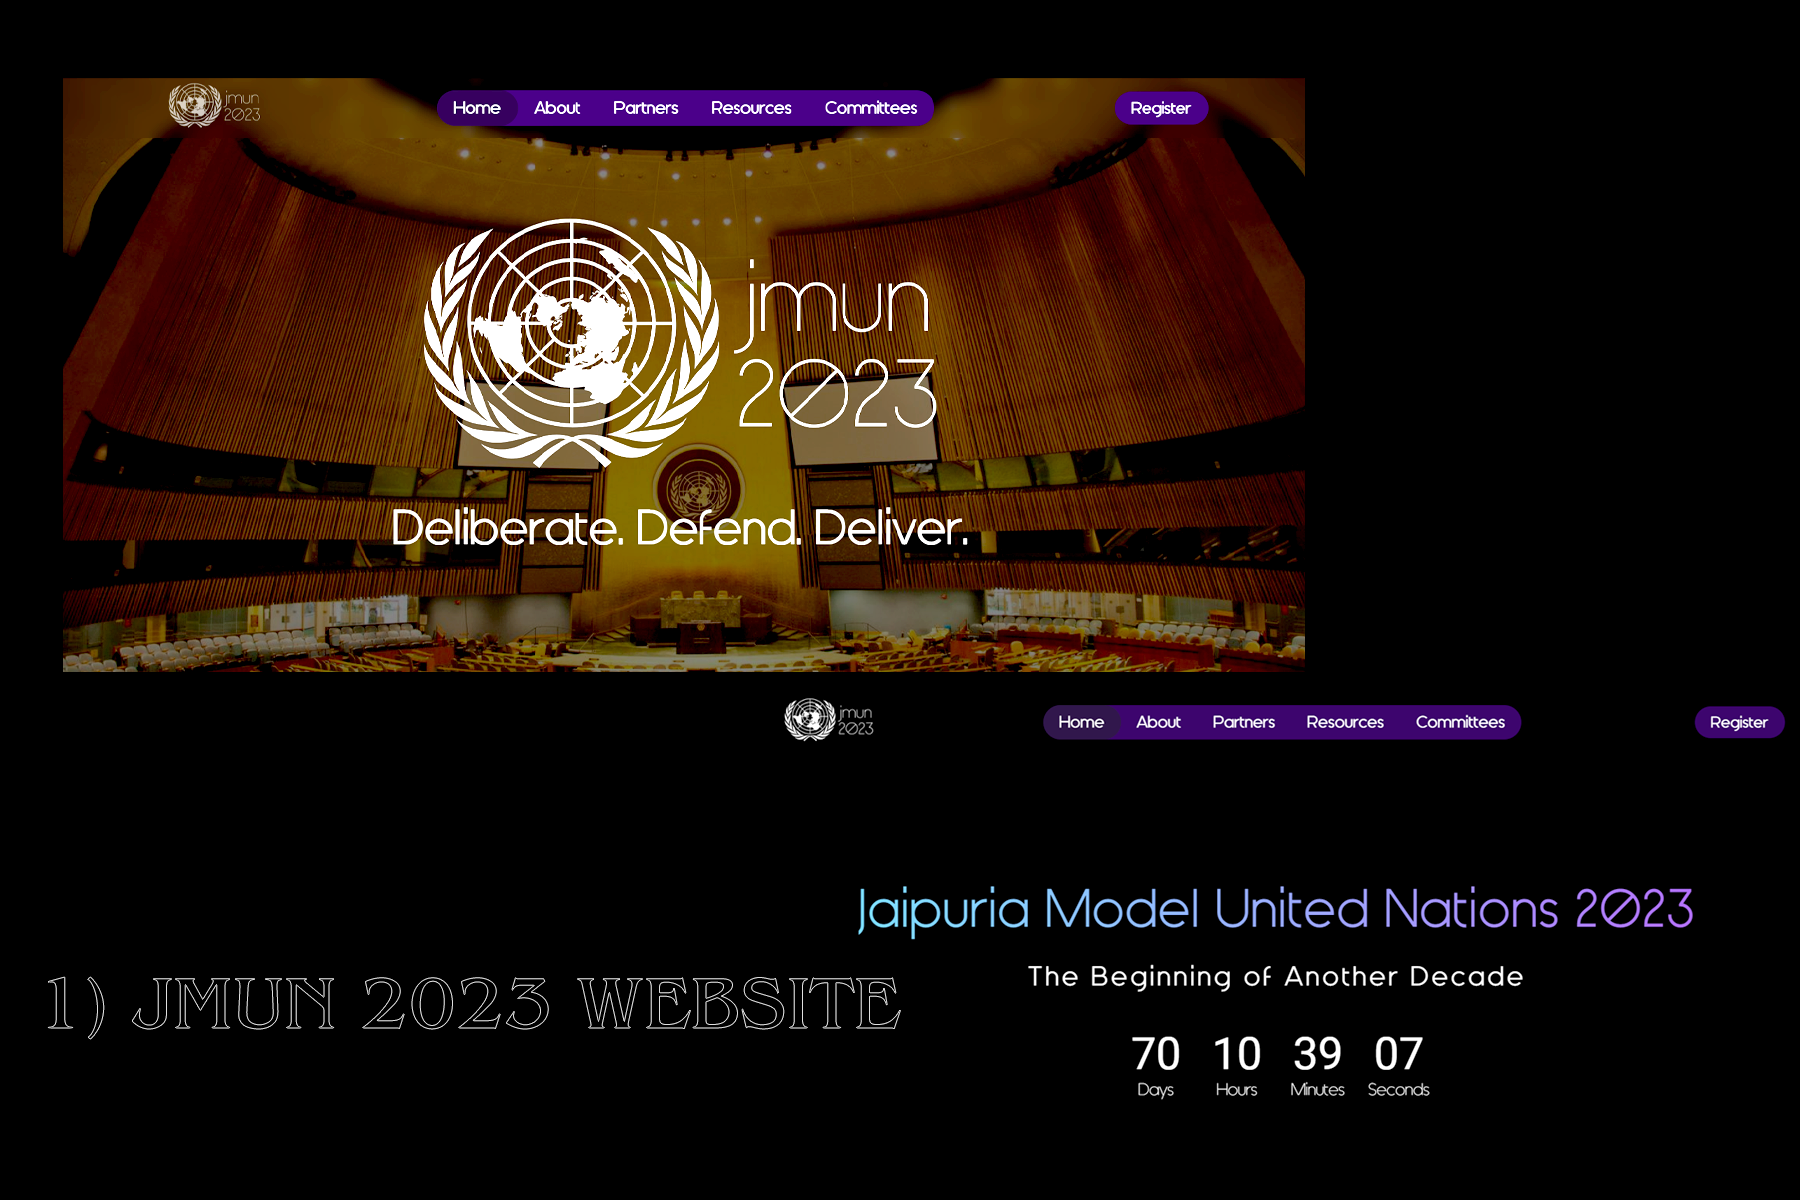 jmun
2023
Home About Partners Resources Committees
Register
jmun
2023
Deliberate. Defend. Deliver.
jmun
2023
Home About Partners Resources Committees
Register
Jaipuria Model United Nations 2023
The Beginning of Another Decade
70 10 39 07
Days Hours Minutes Seconds
1) JMUN 2023 WEBSITE